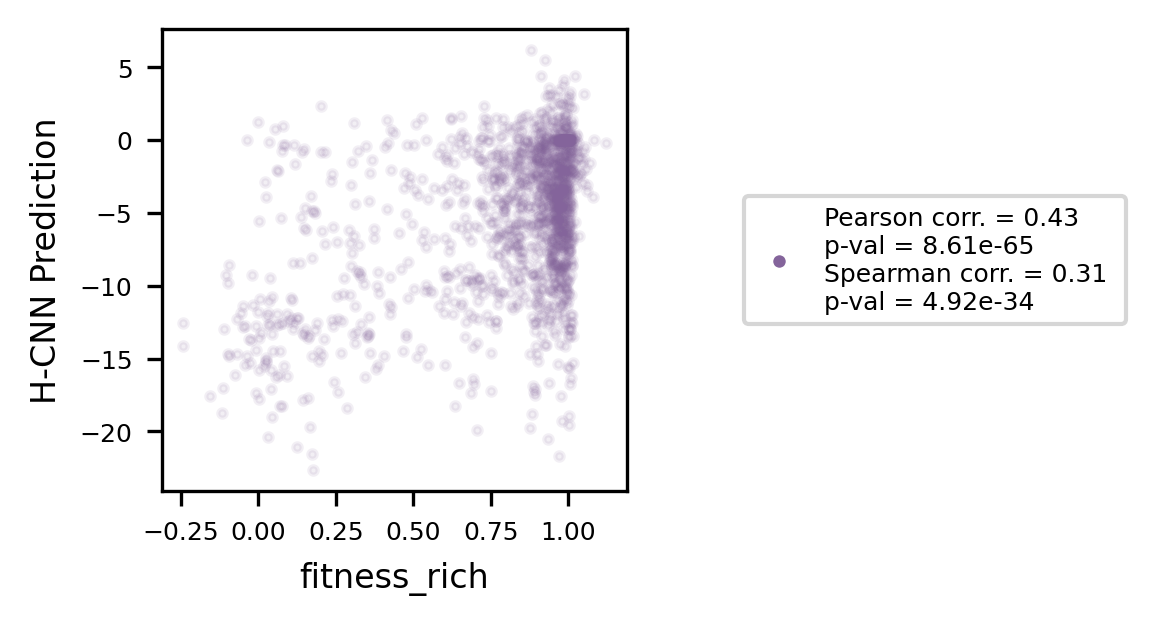 5
0
−5
−10
−15
−20
H-CNN Prediction
−0.25 0.00 0.25 0.50 0.75 1.00
fitness_rich
Pearson corr. = 0.43
p-val = 8.61e-65
Spearman corr. = 0.31
p-val = 4.92e-34